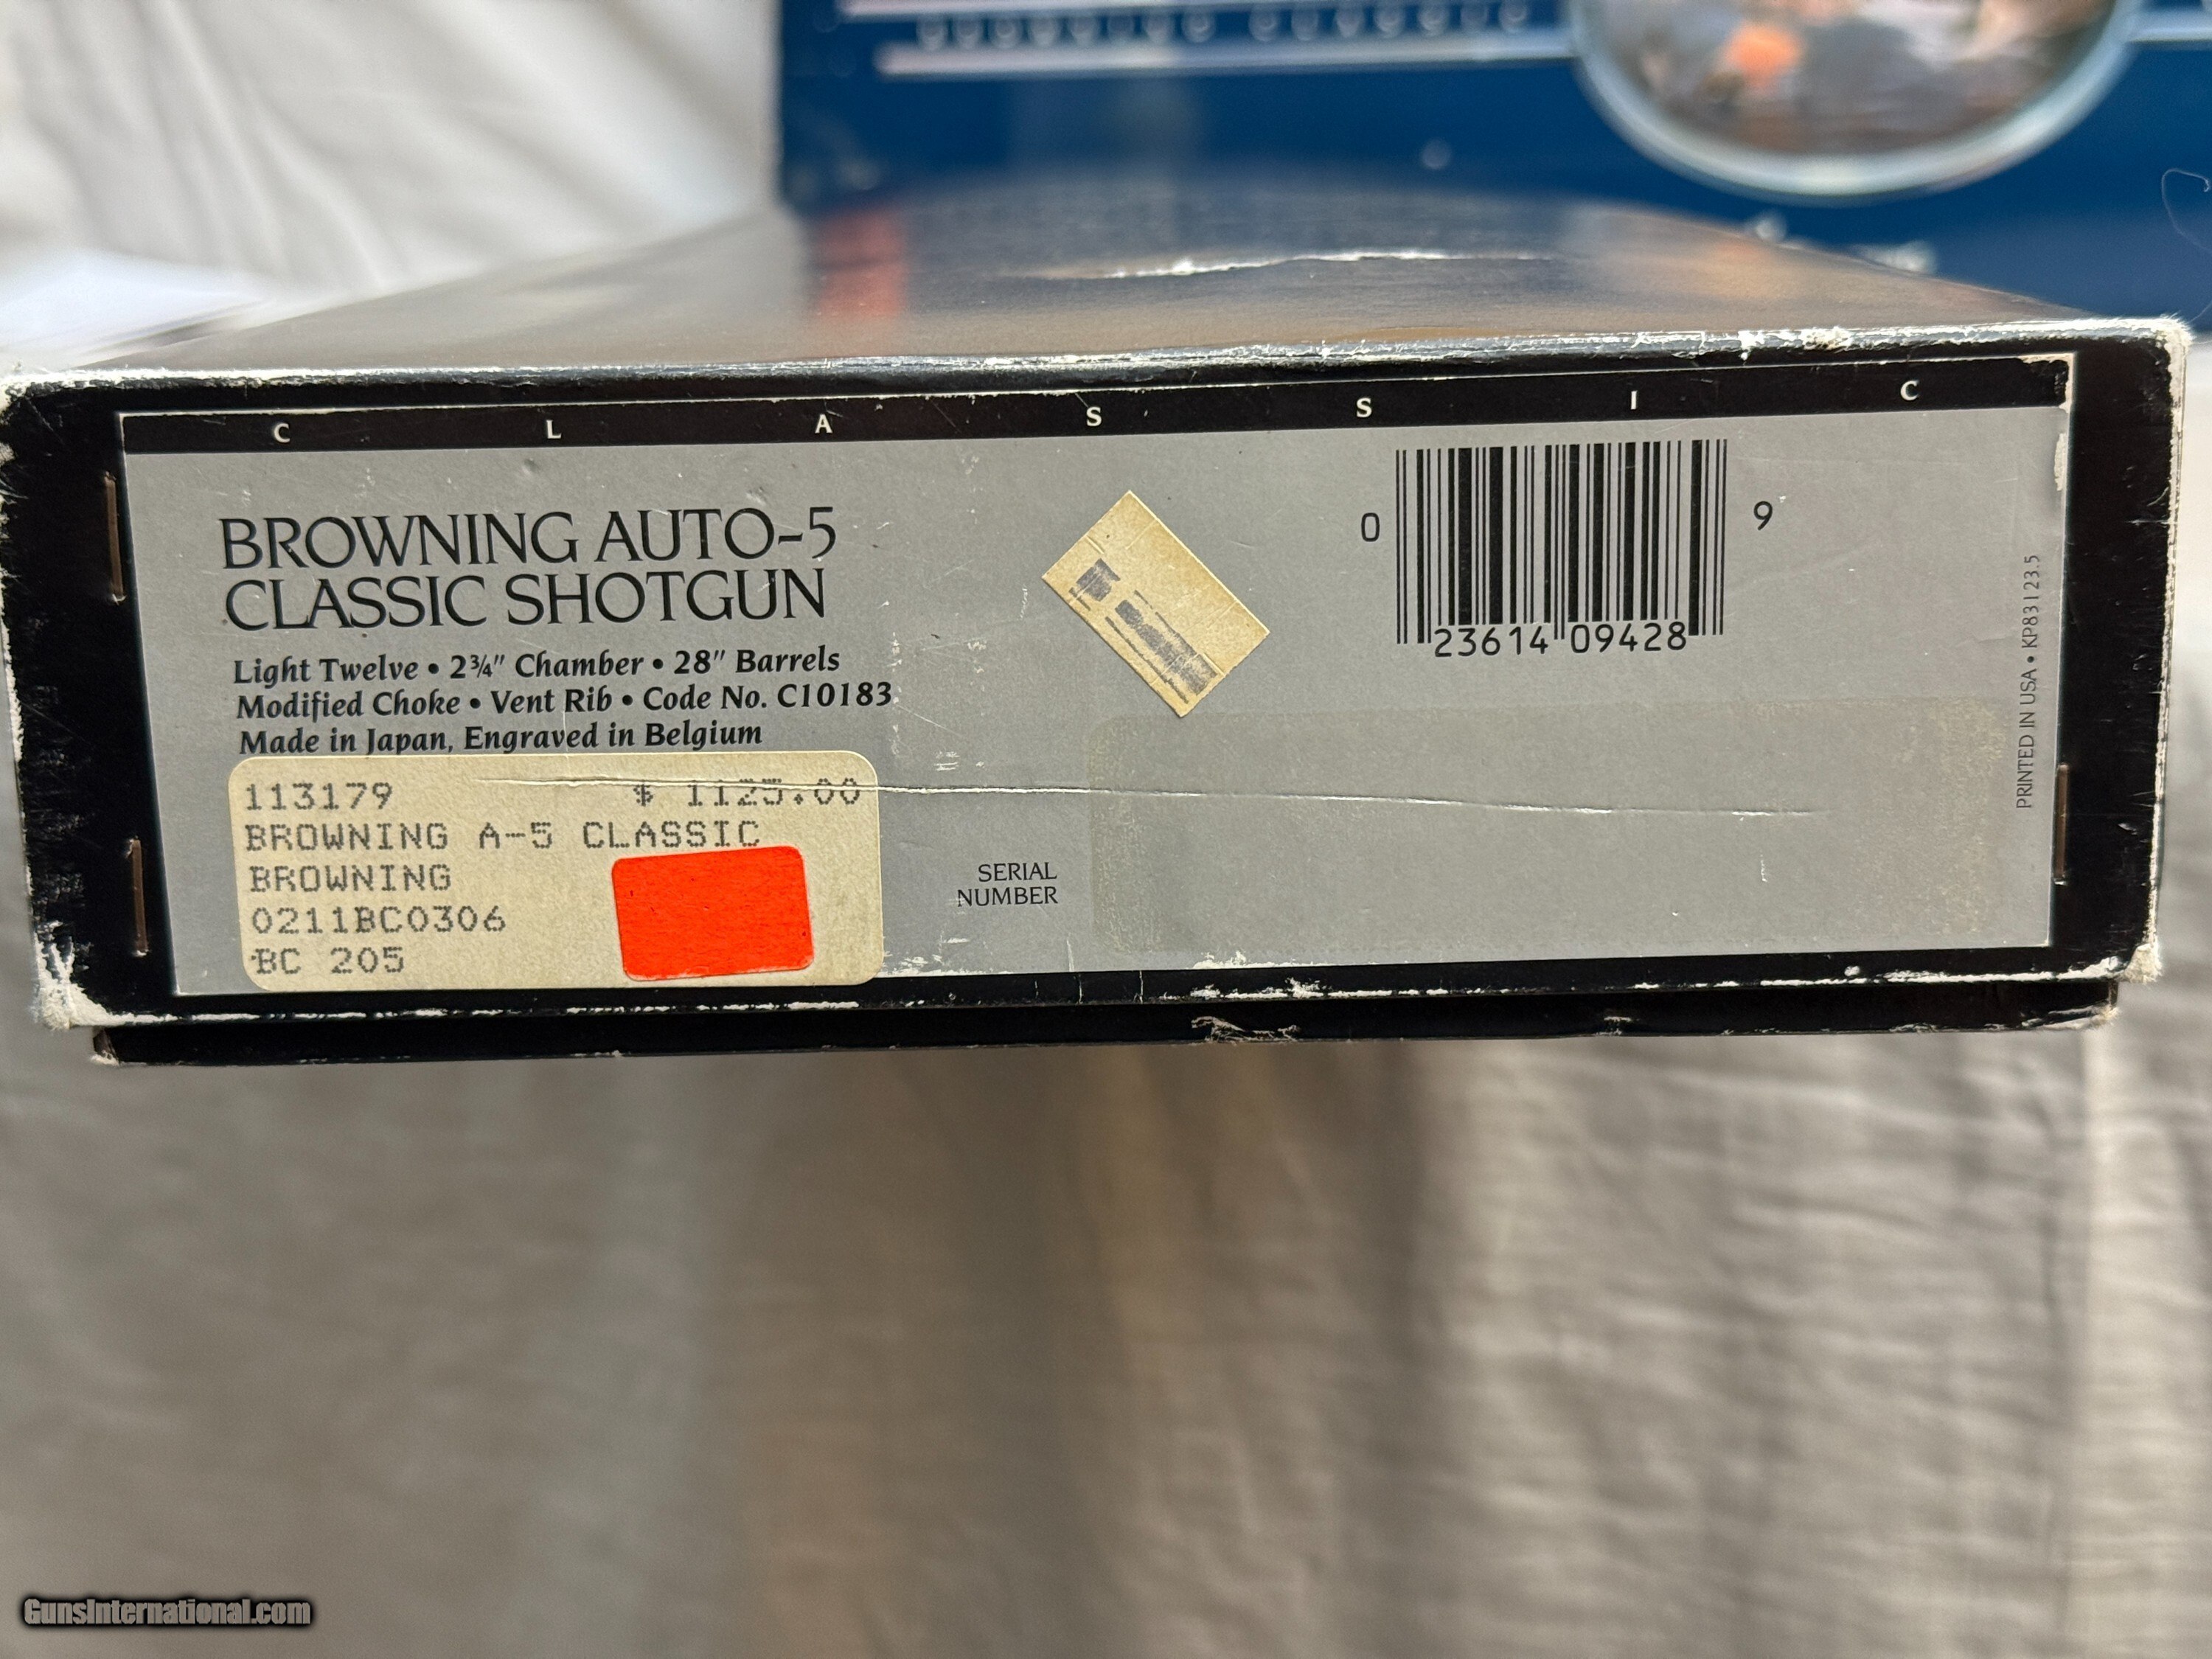 C L A S S I C
BROWNING AUTO-5
CLASSIC SHOTGUN
Light Twelve • 2¾" Chamber • 28" Barrels
Modified Choke • Vent Rib • Code No. C10183
Made in Japan, Engraved in Belgium
113179 $ 1125.00
BROWNING A-5 CLASSIC
BROWNING
0211BC0306
BC 205
SERIAL
NUMBER
0 23614 09428 9
PRINTED IN USA • KP83123.5
GunsInternational.com